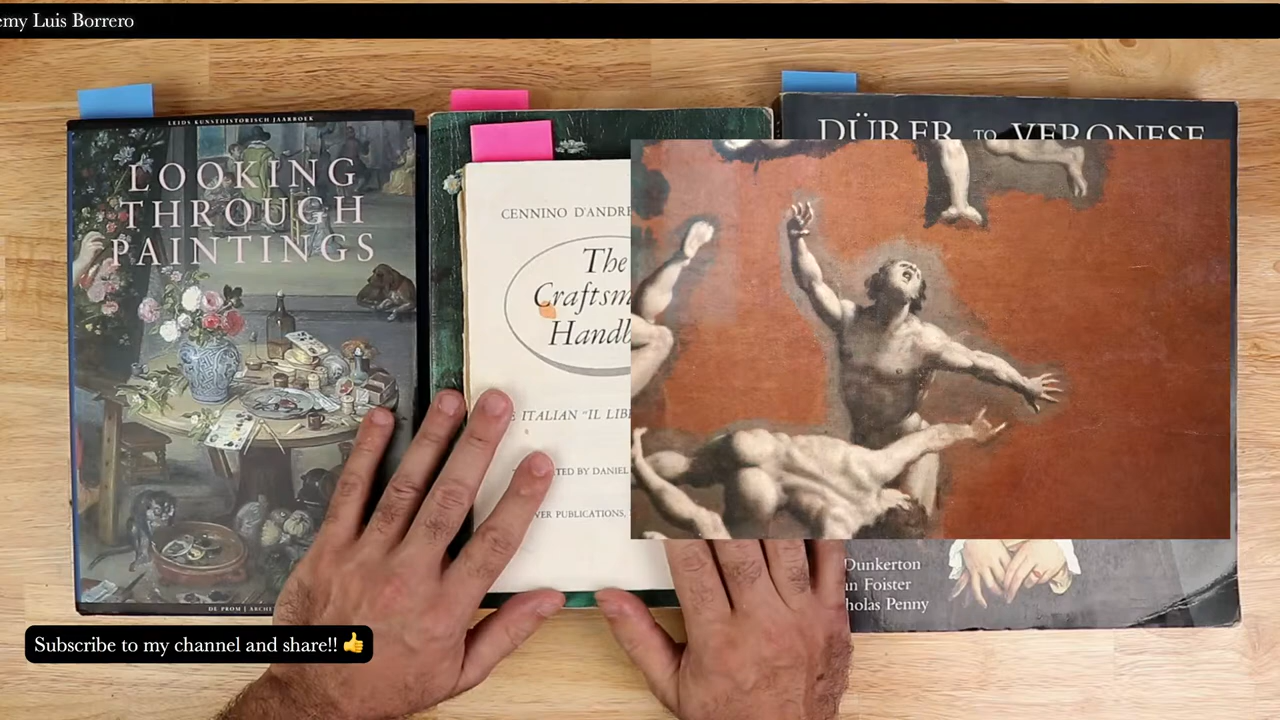 emy Luis Borrero
LEIDS KUNSTHISTORISCH JAARBOEK
LOOKING
THROUGH
PAINTINGS
DE PROM | ARCHET
CENNINO D'ANDRE
The
Craftsm
Handb
E ITALIAN "IL LIB
TED BY DANIEL
VER PUBLICATIONS,
DÜRER TO VERONESE
Dunkerton
an Foister
holas Penny
Subscribe to my channel and share!! 👍